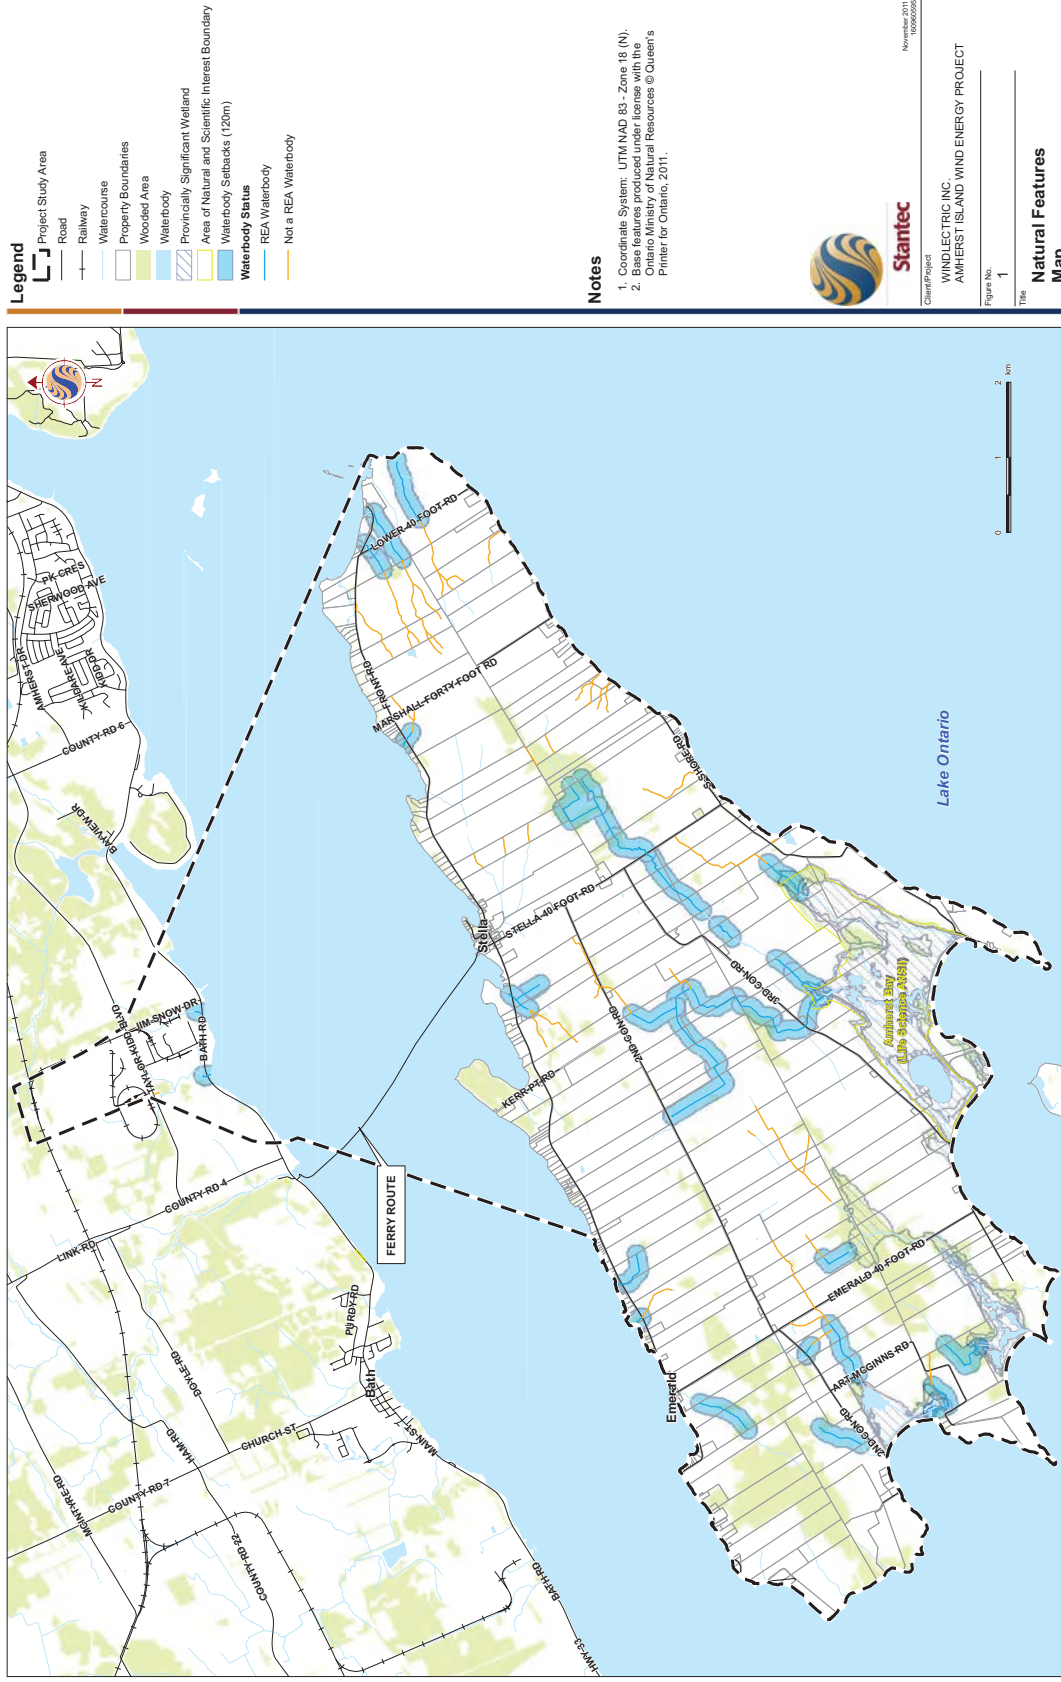 Legend
Project Study Area
Road
Railway
Watercourse
Property Boundaries
Wooded Area
Waterbody
Provincially Significant Wetland
Area of Natural and Scientific Interest Boundary
Waterbody Setbacks (120m)
Waterbody Status
REA Waterbody
Not a REA Waterbody
Notes
1. Coordinate System: UTM NAD 83 - Zone 18 (N).
2. Base features produced under license with the
Ontario Ministry of Natural Resources © Queen's
Printer for Ontario, 2011.
Stantec
November 2011
160960595
Client/Project
WINDLECTRIC INC.
AMHERST ISLAND WIND ENERGY PROJECT
Figure No.
1
Title
Natural Features
Map
N
0 1 2
km
PK-CRES
SHERWOOD-AVE
AMHERST-DR
KILDARE-AVE
KIDD-DR
COUNTY-RD-6
BAYVIEW-DR
JIM-SNOW-DR
TAYLOR-KIDD-BLVD
BATH-RD
COUNTY-RD-4
LINK-RD
DOYLE-RD
PURDY-RD
Bath
HAM-RD
CHURCH-ST
MAIN-ST
MCINTYRE-RD
COUNTY-RD-7
COUNTY-RD-22
BATH-RD
HWY-33
FERRY ROUTE
LOWER-40-FOOT-RD
FRONT-RD
MARSHALL-FORTY-FOOT RD
S-SHORE-RD
STELLA-40-FOOT-RD
Stella
3RD-CON-RD
2ND-CON-RD
KERR-PT-RD
Amherst Bay
(Life Science ANSI)
Lake Ontario
EMERALD-40-FOOT-RD
ART-MCGINNS-RD
2ND-CON-RD
Emerald